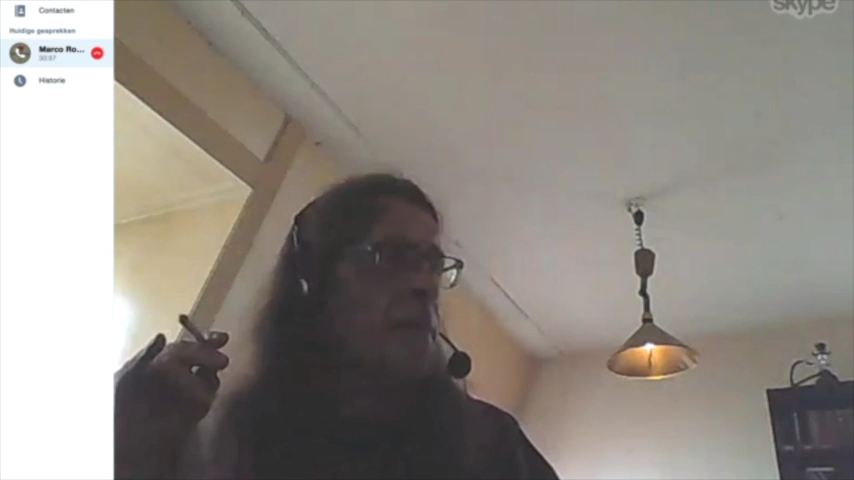 Contacten
skype
Huidige gesprekken
Marco Ro...
30:57
Historie